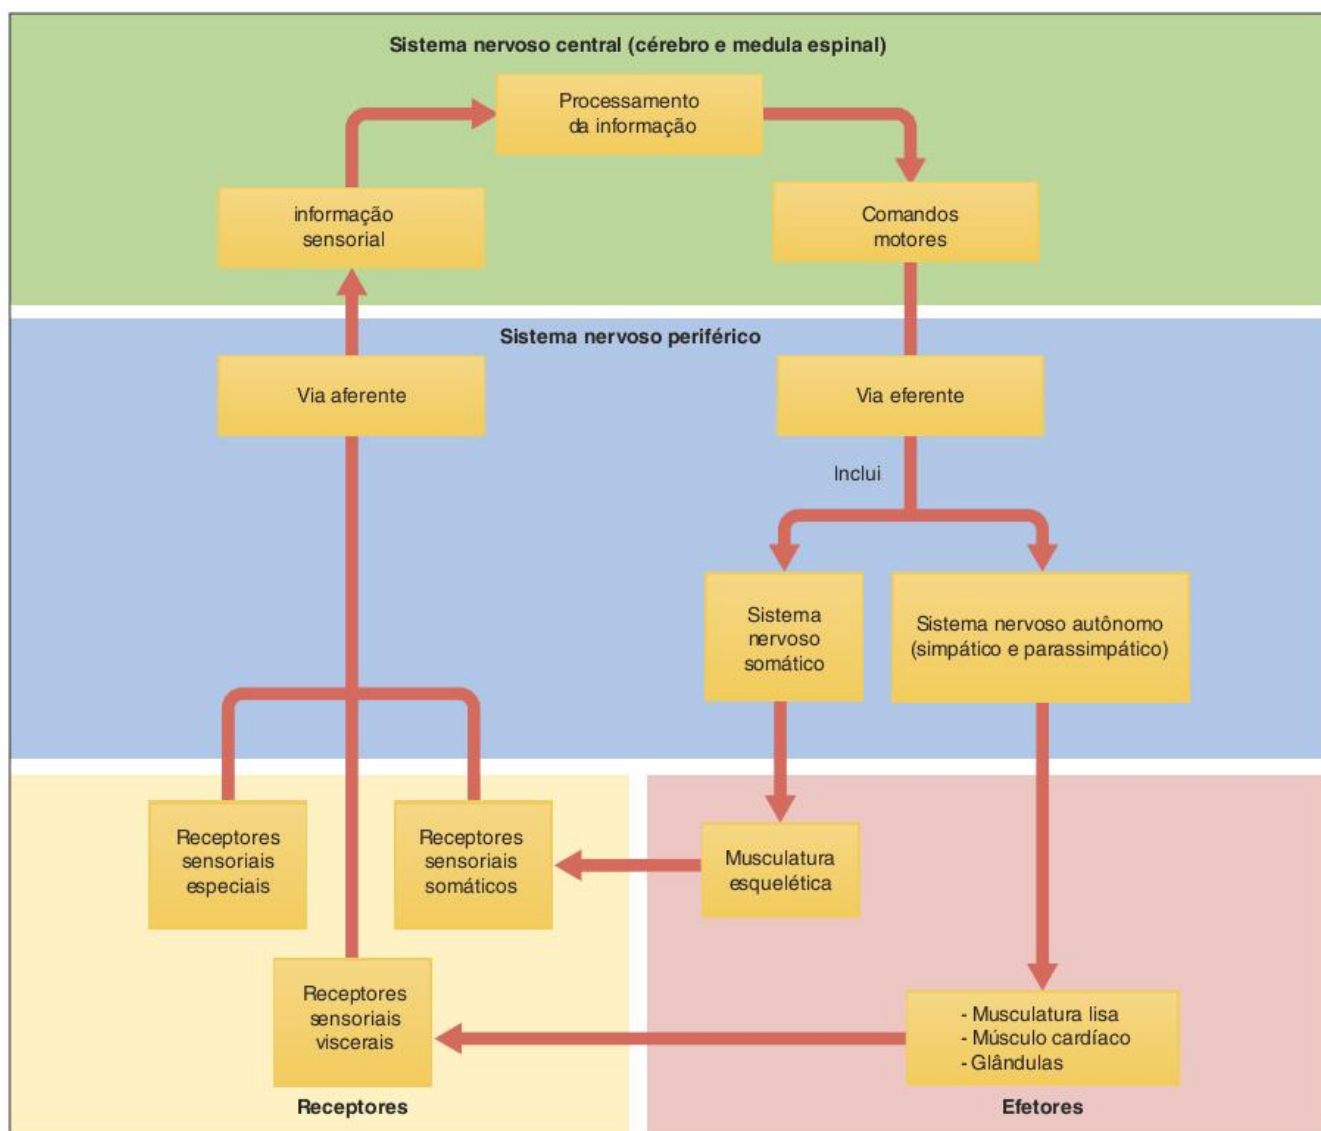 Sistema nervoso central (cérebro e medula espinal)
Processamento
da informação
informação
sensorial
Comandos
motores
Sistema nervoso periférico
Via aferente
Via eferente
Inclui
Sistema
nervoso
somático
Sistema nervoso autônomo
(simpático e parassimpático)
Receptores
sensoriais
especiais
Receptores
sensoriais
somáticos
Musculatura
esquelética
Receptores
sensoriais
viscerais
- Musculatura lisa
- Músculo cardíaco
- Glândulas
Receptores
Efetores